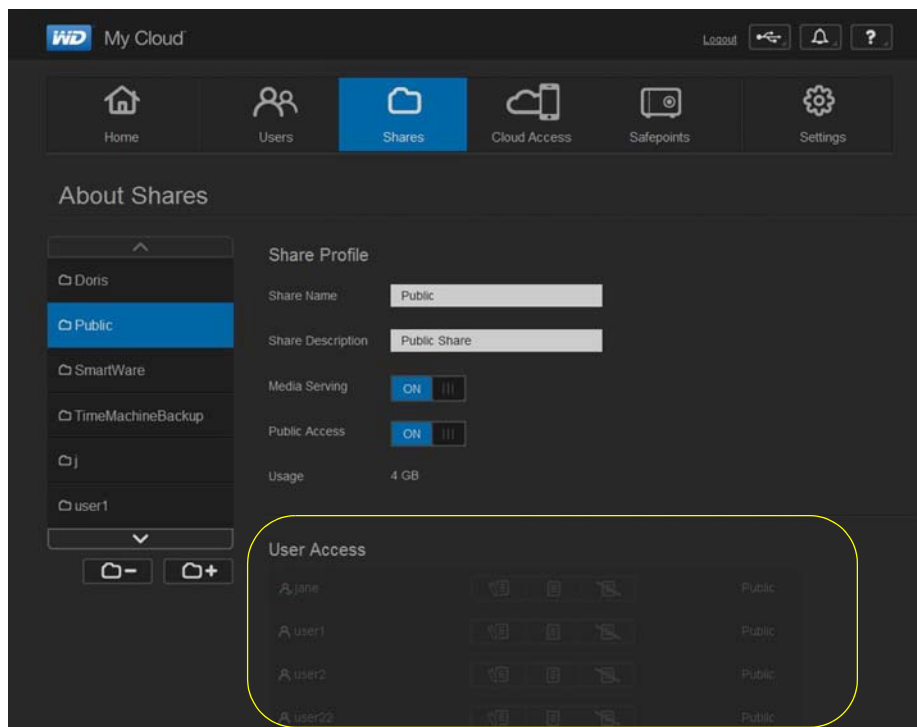 WD My Cloud
Logout
?
Home Users Shares Cloud Access Safepoints Settings
About Shares
Doris
Public
SmartWare
TimeMachineBackup
j
user1
Share Profile
Share Name Public
Share Description Public Share
Media Serving ON
Public Access ON
Usage 4 GB
User Access
jane Public
user1 Public
user2 Public
user22 Public